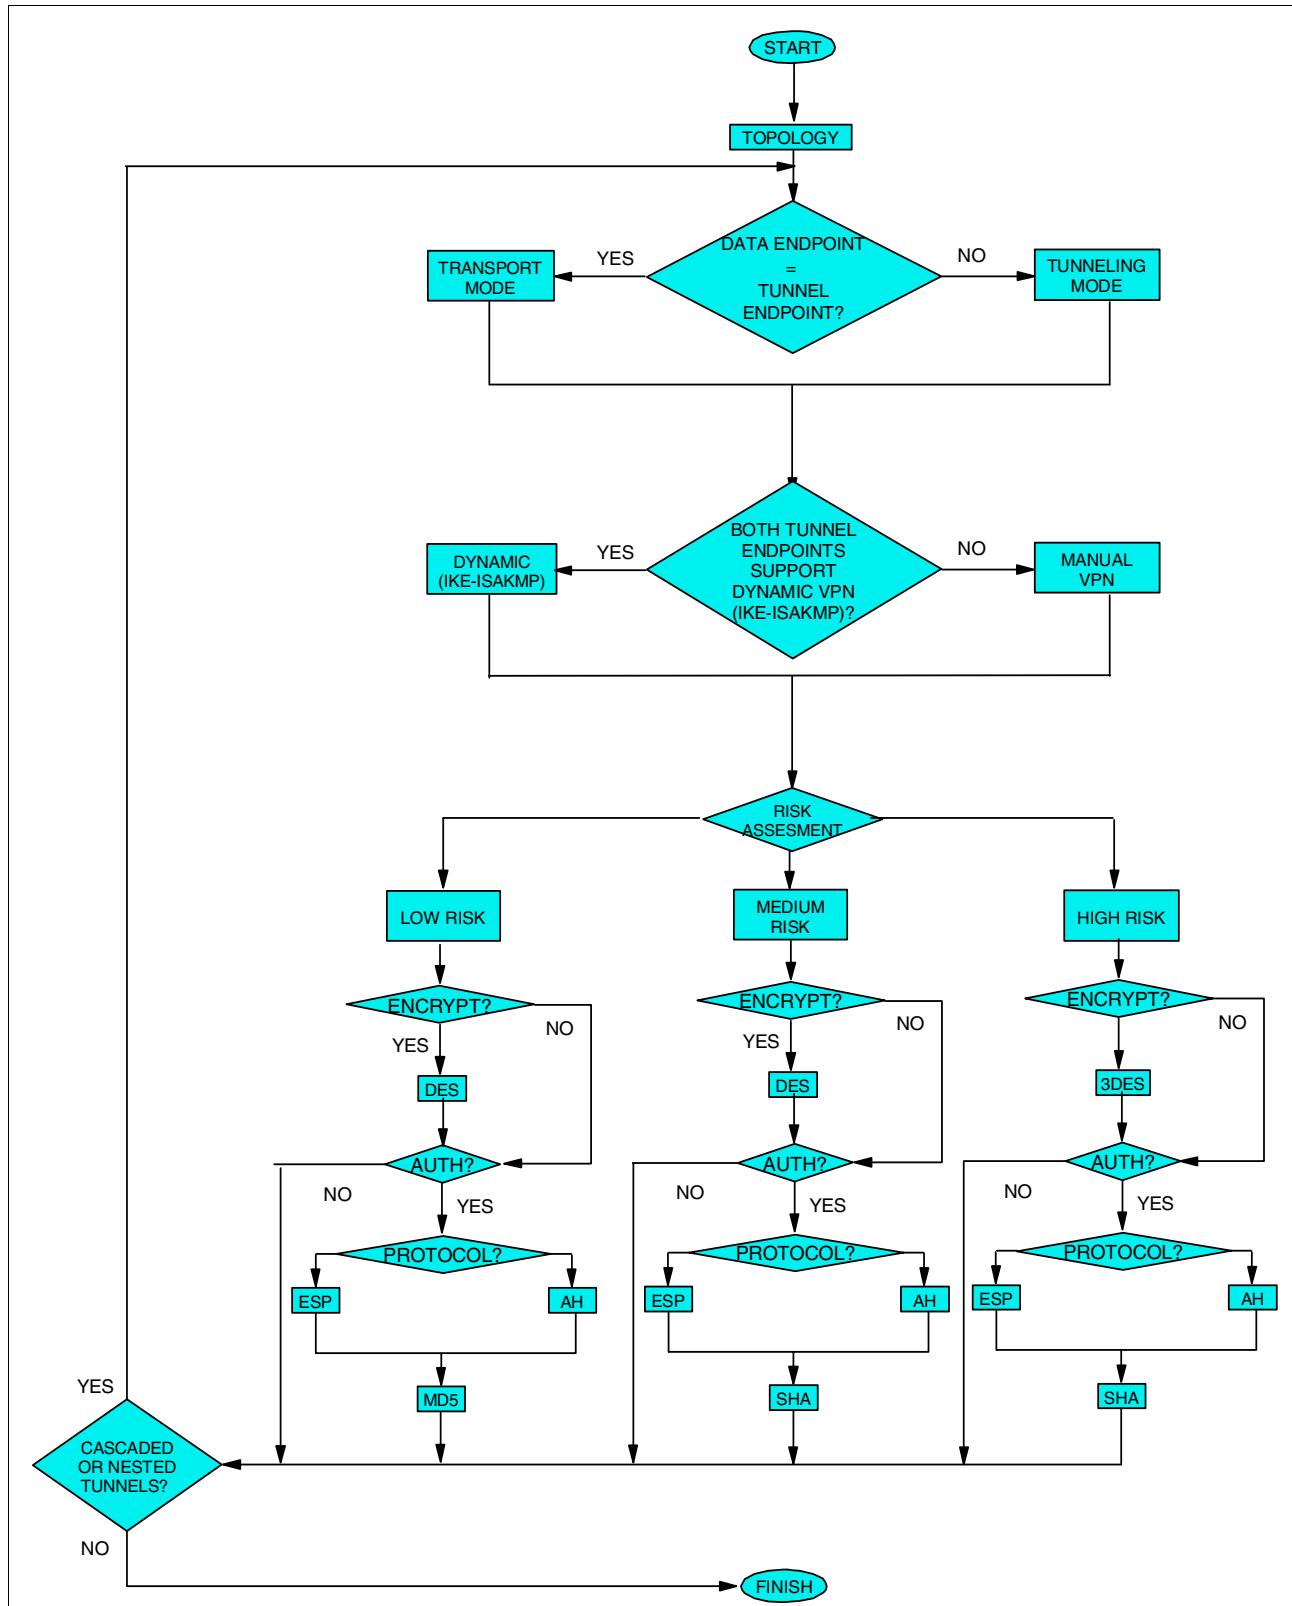 START
TOPOLOGY
DATA ENDPOINT
=
TUNNEL
ENDPOINT?
YES
NO
TRANSPORT
MODE
TUNNELING
MODE
BOTH TUNNEL
ENDPOINTS
SUPPORT
DYNAMIC VPN
(IKE-ISAKMP)?
YES
NO
DYNAMIC
(IKE-ISAKMP)
MANUAL
VPN
RISK
ASSESMENT
LOW RISK
MEDIUM
RISK
HIGH RISK
ENCRYPT?
NO
YES
DES
AUTH?
NO
YES
PROTOCOL?
ESP
AH
MD5
ENCRYPT?
NO
YES
DES
AUTH?
NO
YES
PROTOCOL?
ESP
AH
SHA
ENCRYPT?
NO
3DES
AUTH?
NO
YES
PROTOCOL?
ESP
AH
SHA
YES
CASCADED
OR NESTED
TUNNELS?
NO
FINISH